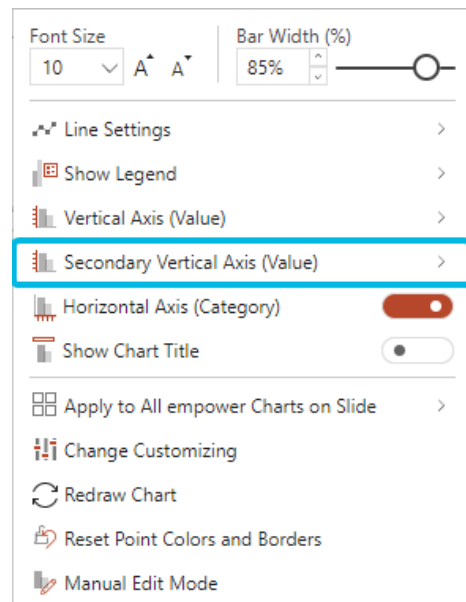 Font Size Bar Width (%)
10 A A 85%
Line Settings
Show Legend
Vertical Axis (Value)
Secondary Vertical Axis (Value)
Horizontal Axis (Category)
Show Chart Title
Apply to All empower Charts on Slide
Change Customizing
Redraw Chart
Reset Point Colors and Borders
Manual Edit Mode